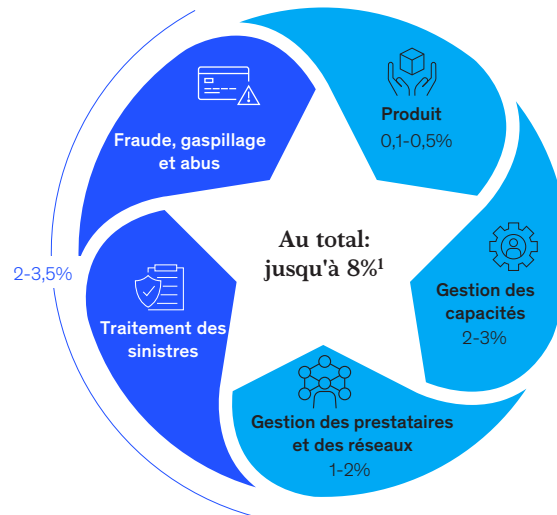 Fraude, gaspillage
et abus
Produit
0,1-0,5%
Au total:
jusqu'à 8%¹
2-3,5%
Gestion des
capacités
2-3%
Traitement des
sinistres
Gestion des prestataires
et des réseaux
1-2%